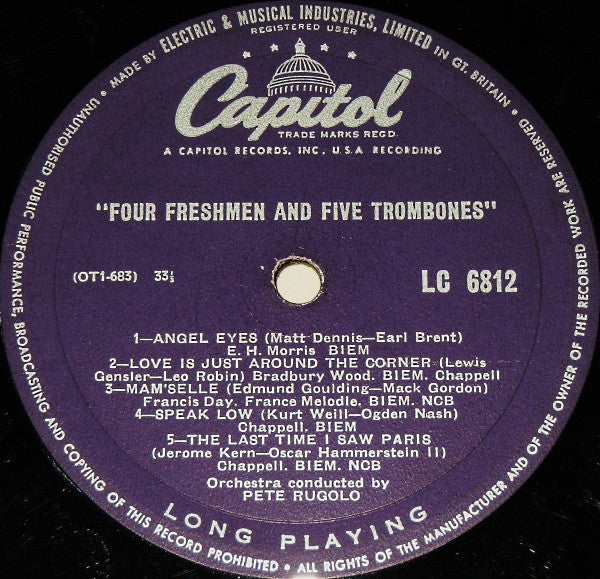 MADE BY ELECTRIC & MUSICAL INDUSTRIES, LIMITED IN GT. BRITAIN •
REGISTERED USER
Capitol
TRADE MARKS REGD.
A CAPITOL RECORDS, INC., U.S.A. RECORDING
"FOUR FRESHMEN AND FIVE TROMBONES"
(OT1-683) 33⅓
LC 6812
1—ANGEL EYES (Matt Dennis—Earl Brent)
E. H. Morris BIEM
2—LOVE IS JUST AROUND THE CORNER (Lewis
Gensler—Leo Robin) Bradbury Wood. BIEM. Chappell
3—MAM'SELLE (Edmund Goulding—Mack Gordon)
Francis Day. France Melodie. BIEM. NCB
4—SPEAK LOW (Kurt Weill—Ogden Nash)
Chappell. BIEM
5—THE LAST TIME I SAW PARIS
(Jerome Kern—Oscar Hammerstein II)
Chappell. BIEM. NCB
Orchestra conducted by
PETE RUGOLO
LONG PLAYING
• ALL RIGHTS OF THE MANUFACTURER AND OF THE OWNER OF THE RECORDED WORK ARE RESERVED
UNAUTHORISED PUBLIC PERFORMANCE, BROADCASTING AND COPYING OF THIS RECORD PROHIBITED